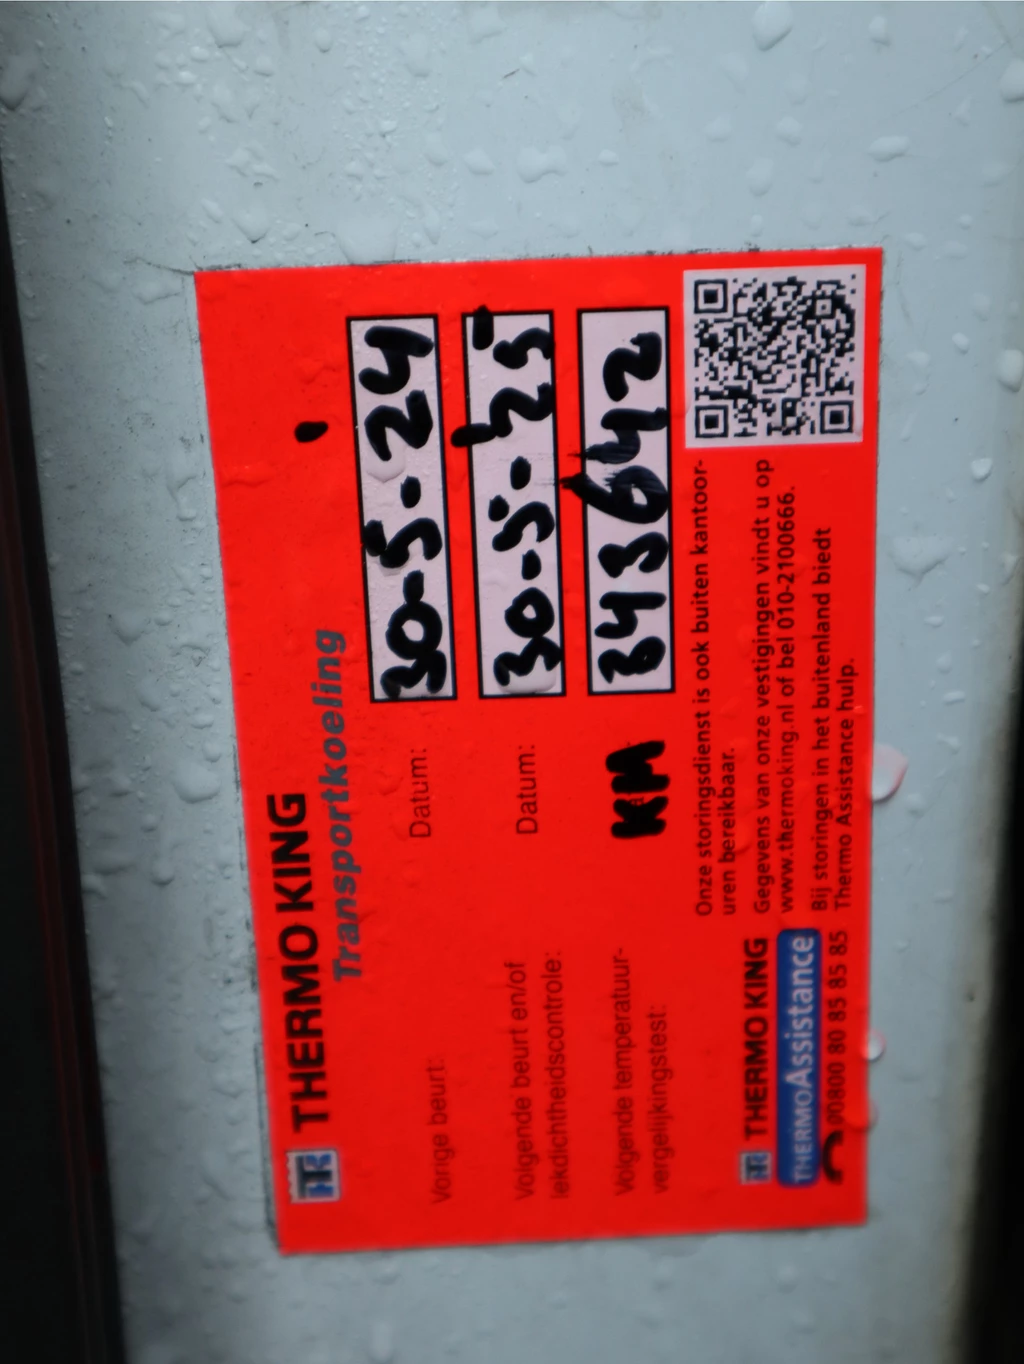 THERMO KING
Transportkoeling
Vorige beurt: Datum: 30-5-24
Volgende beurt en/of
lekdichtheidscontrole: Datum: 30-5-25
Volgende temperatuur-
vergelijkingstest: KM 343642
THERMO KING
THERMOAssistance
00800 80 85 85 85
Onze storingsdienst is ook buiten kantoor-
uren bereikbaar.
Gegevens van onze vestigingen vindt u op
www.thermoking.nl of bel 010-2100666.
Bij storingen in het buitenland biedt
Thermo Assistance hulp.